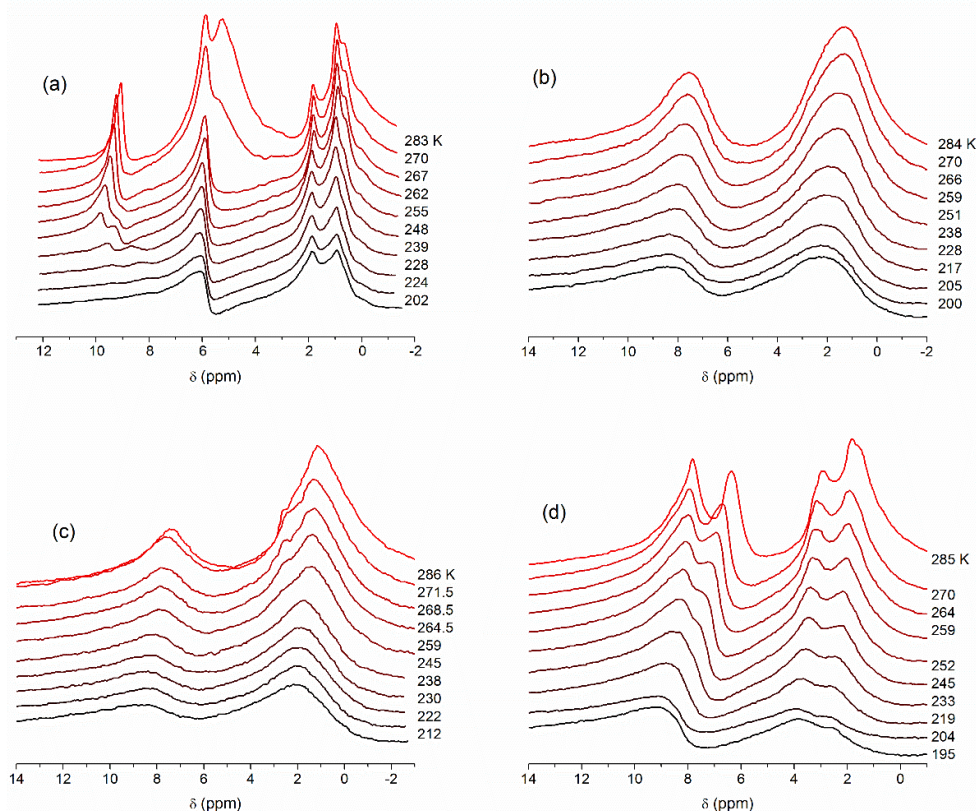 (a)
283 K
270
267
262
255
248
239
228
224
202
12 10 8 6 4 2 0 -2
δ (ppm)
(b)
284 K
270
266
259
251
238
228
217
205
200
14 12 10 8 6 4 2 0 -2
δ (ppm)
(c)
286 K
271.5
268.5
264.5
259
245
238
230
222
212
14 12 10 8 6 4 2 0 -2
δ (ppm)
(d)
285 K
270
264
259
252
245
233
219
204
195
14 12 10 8 6 4 2 0
δ (ppm)